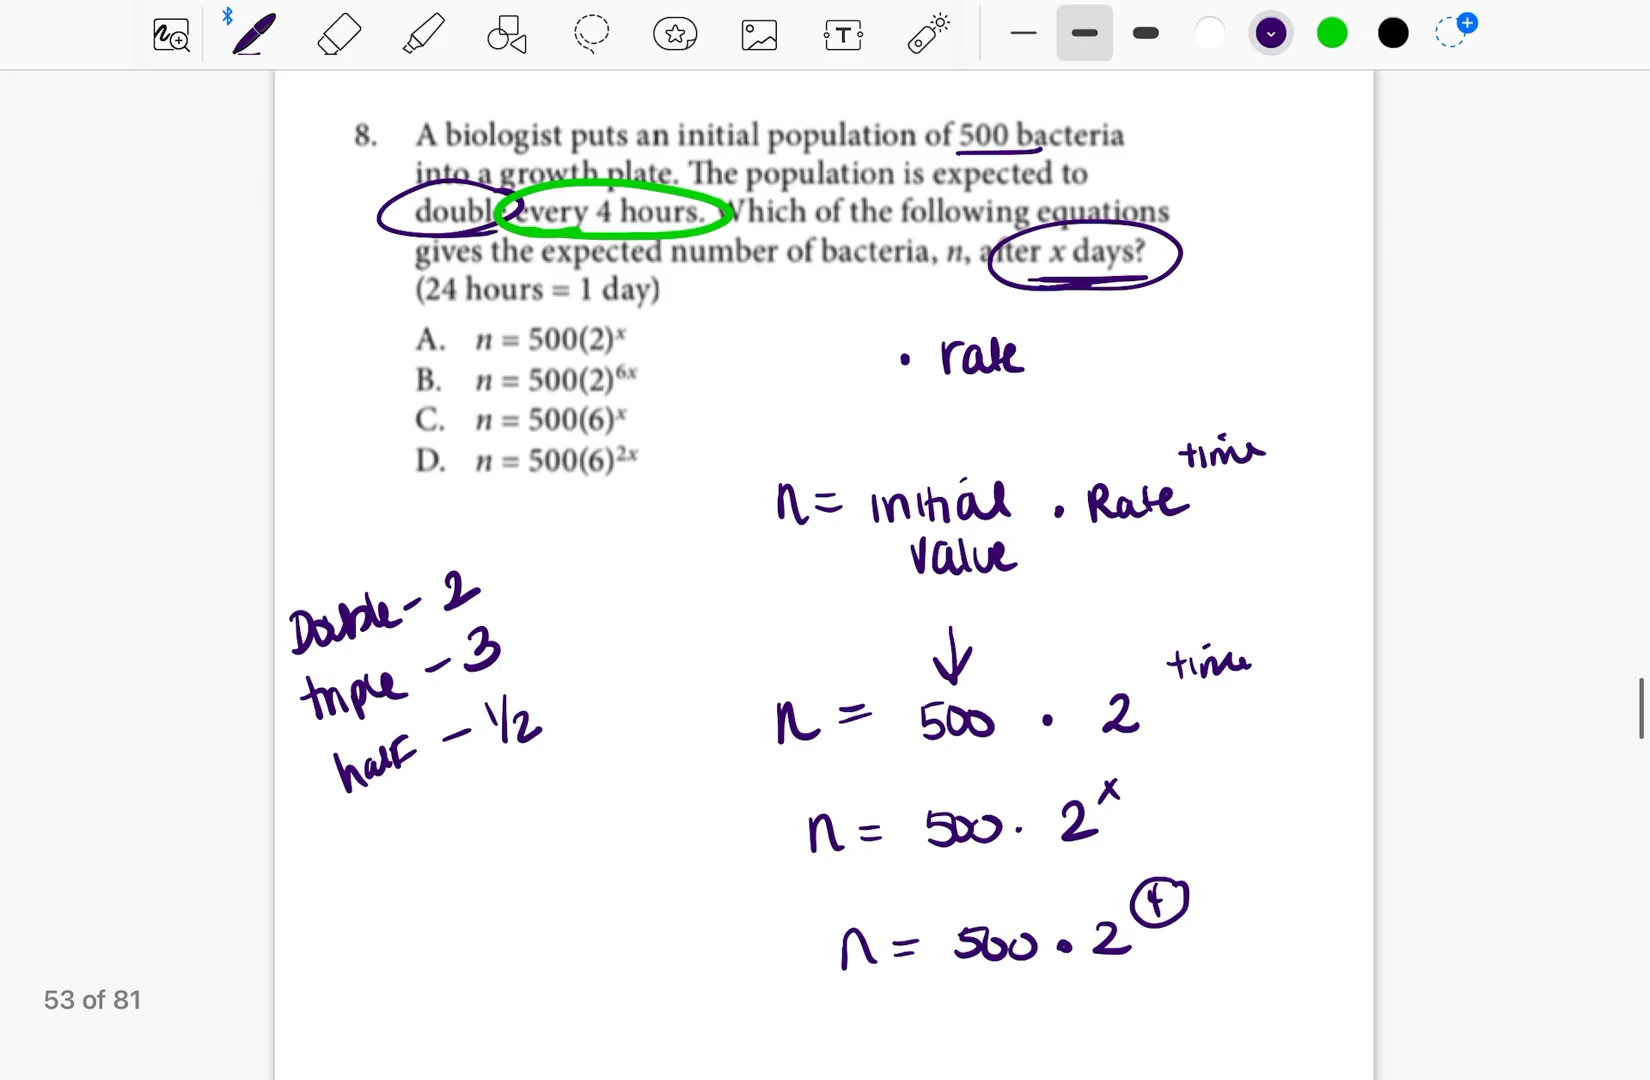 8. A biologist puts an initial population of 500 bacteria
into a growth plate. The population is expected to
double every 4 hours. Which of the following equations
gives the expected number of bacteria, n, after x days?
(24 hours = 1 day)
A. n = 500(2)ˣ
B. n = 500(2)⁶ˣ
C. n = 500(6)ˣ
D. n = 500(6)²ˣ
• rate
time
n = initial • Rate
value
Double - 2
triple - 3
half - 1/2
↓
time
n = 500 • 2
n = 500 • 2ˣ
n = 500 • 2⁴
53 of 81
T